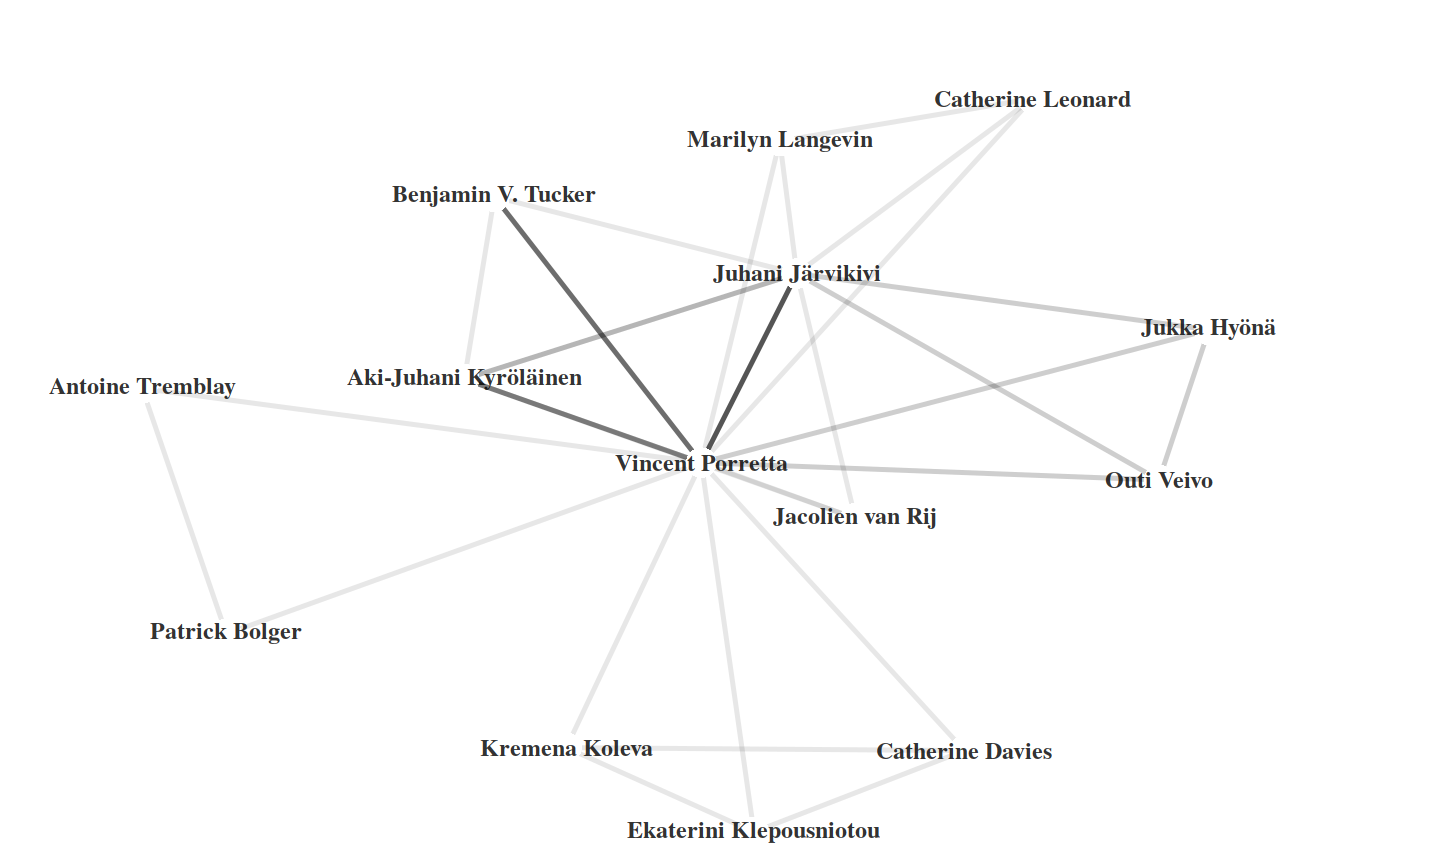 Catherine Leonard
Marilyn Langevin
Benjamin V. Tucker
Juhani Järvikivi
Jukka Hyönä
Aki-Juhani Kyröläinen
Antoine Tremblay
Vincent Porretta
Outi Veivo
Jacolien van Rij
Patrick Bolger
Kremena Koleva
Catherine Davies
Ekaterini Klepousniotou